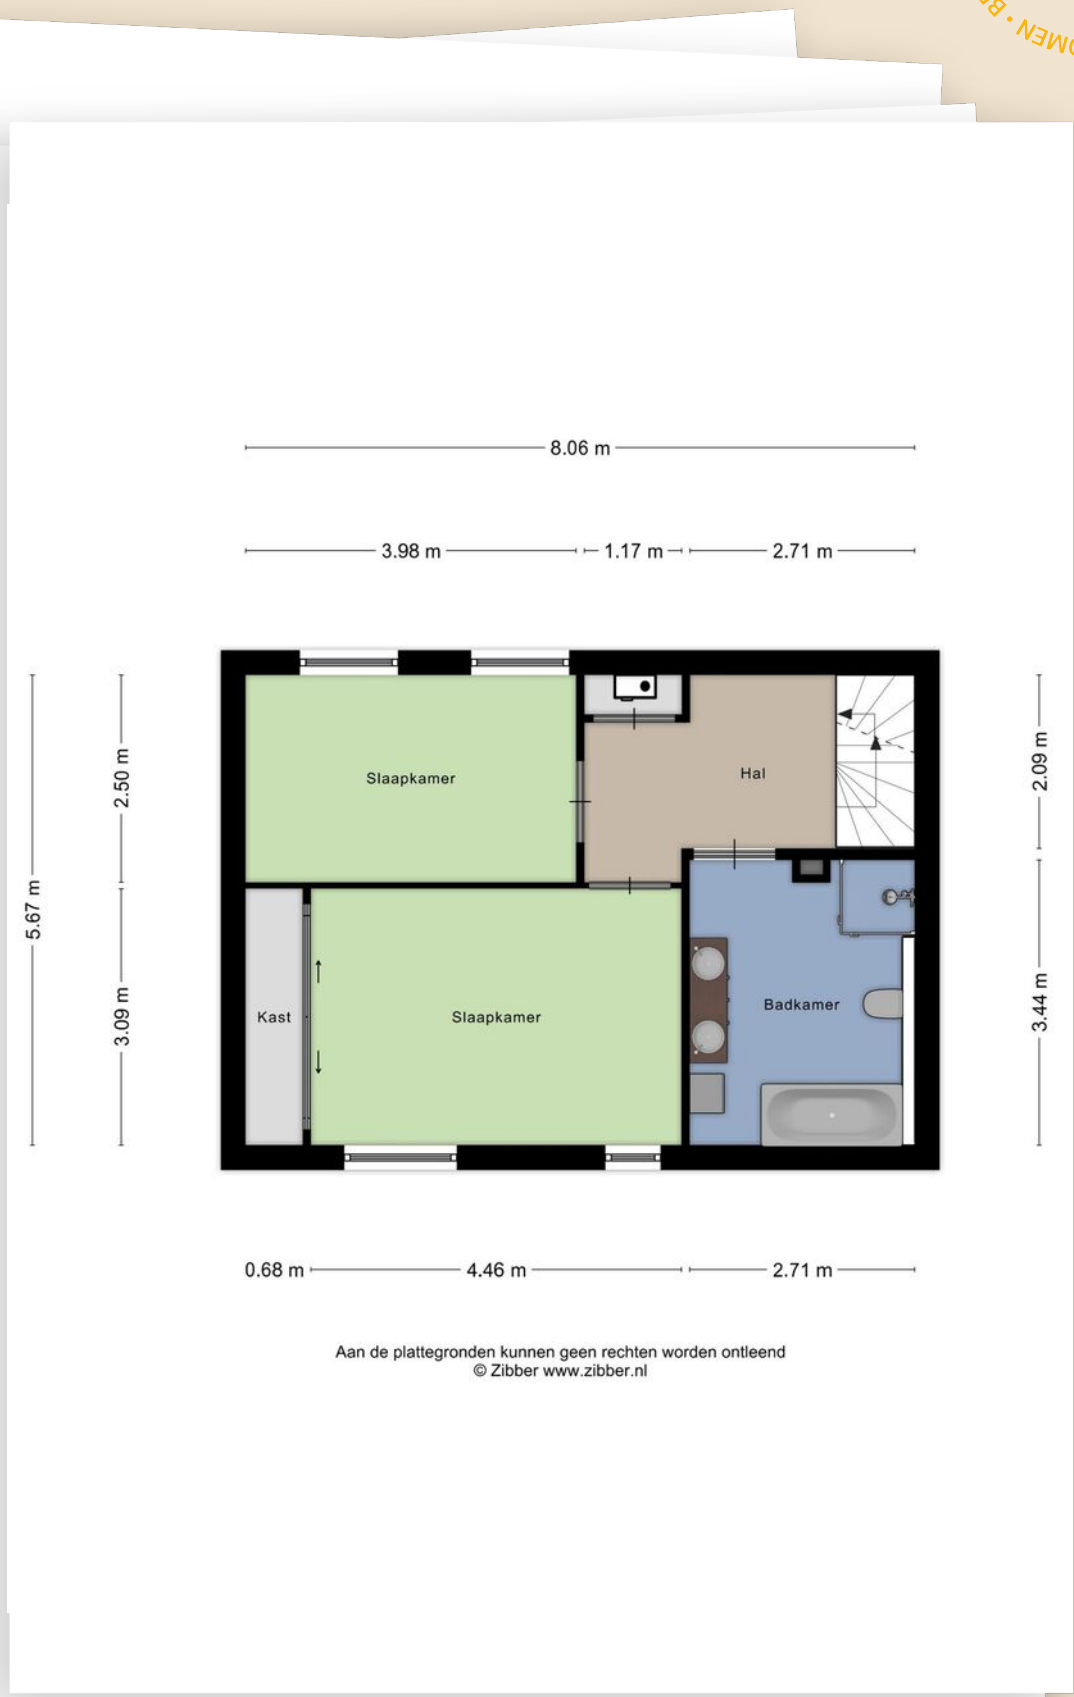 OMEN • BE
8.06 m
3.98 m 1.17 m 2.71 m
5.67 m
2.50 m
3.09 m
2.09 m
3.44 m
Slaapkamer
Hal
Kast
Slaapkamer
Badkamer
0.68 m 4.46 m 2.71 m
Aan de plattegronden kunnen geen rechten worden ontleend
© Zibber www.zibber.nl